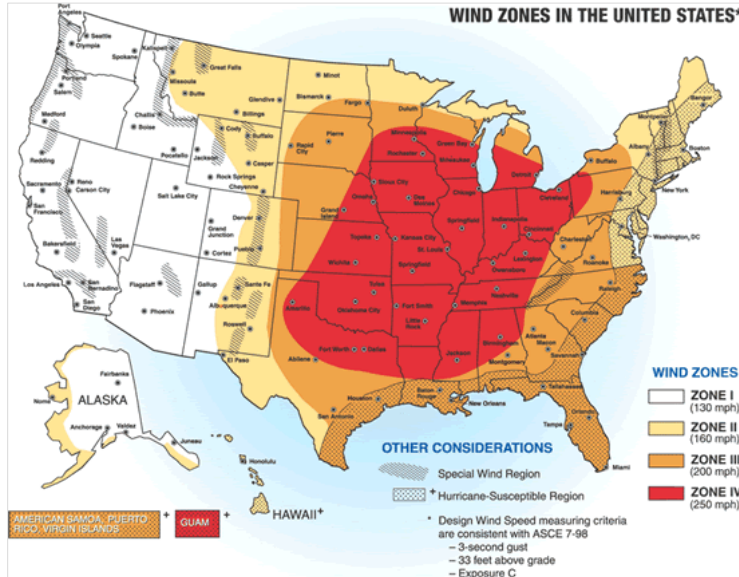 WIND ZONES IN THE UNITED STATES*
Port
Angeles
Seattle
Olympia
Spokane
Portland
Salem
Medford
Kalispell
Great Falls
Missoula
Butte
Glendive
Billings
Challis
Boise
Pocatello
Cody
Buffalo
Jackson
Casper
Rock Springs
Cheyenne
Minot
Bismarck
Fargo
Duluth
Pierre
Rapid
City
Minneapolis
Rochester
Green Bay
Milwaukee
Chicago
Detroit
Cleveland
Buffalo
Montpelier
Bangor
Albany
Boston
New York
Harrisburg
Washington, DC
Redding
Sacramento
San
Francisco
Reno
Carson City
Bakersfield
Las
Vegas
Los Angeles
San
Bernadino
San
Diego
Salt Lake City
Grand
Junction
Cortez
Denver
Pueblo
Flagstaff
Phoenix
Gallup
Santa Fe
Albuquerque
Roswell
El Paso
Sioux City
Omaha
Des
Moines
Grand
Island
Topeka
Kansas City
Wichita
Springfield
St. Louis
Springfield
Indianapolis
Cincinnati
Lexington
Owensboro
Nashville
Memphis
Charleston
Roanoke
Raleigh
Columbia
Atlanta
Macon
Savannah
Tulsa
Oklahoma City
Amarillo
Fort Smith
Little
Rock
Birmingham
Montgomery
Jackson
Fort Worth
Dallas
Abilene
San Antonio
Houston
Baton
Rouge
New Orleans
Tallahassee
Orlando
Tampa
Miami
Fairbanks
Nome
ALASKA
Anchorage
Valdez
Juneau
Honolulu
HAWAII+
AMERICAN SAMOA, PUERTO
RICO, VIRGIN ISLANDS
+
GUAM
+
OTHER CONSIDERATIONS
Special Wind Region
+ Hurricane-Susceptible Region
* Design Wind Speed measuring criteria
are consistent with ASCE 7-98
– 3-second gust
– 33 feet above grade
– Exposure C
WIND ZONES
ZONE I
(130 mph)
ZONE II
(160 mph)
ZONE III
(200 mph)
ZONE IV
(250 mph)